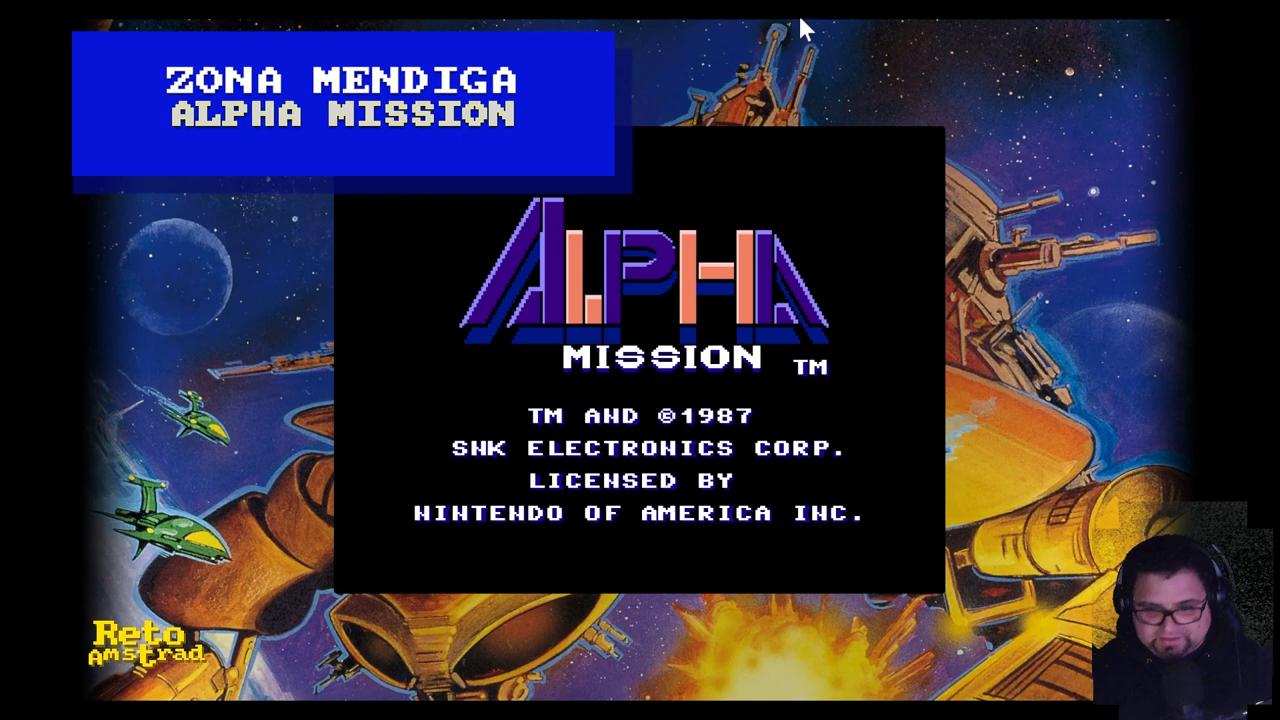 ZONA MENDIGA
ALPHA MISSION
ALPHA
MISSION TM
TM AND ©1987
SNK ELECTRONICS CORP.
LICENSED BY
NINTENDO OF AMERICA INC.
Reto
Amstrad